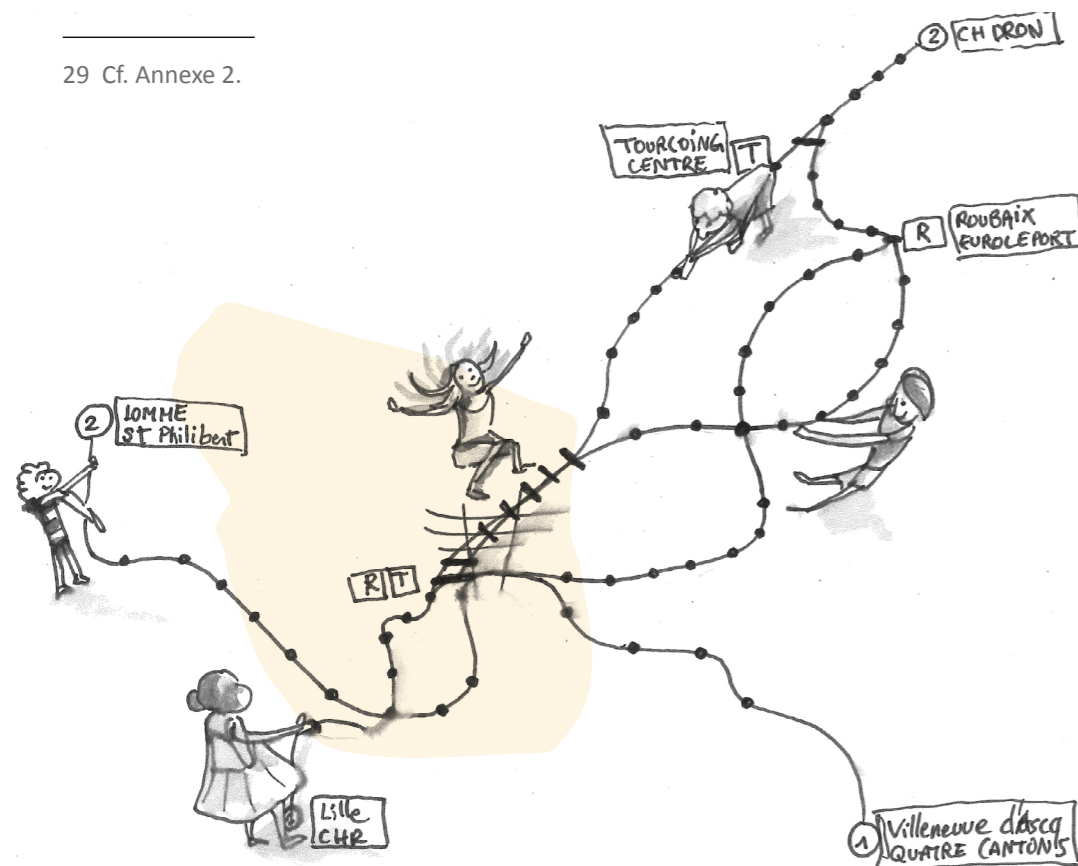 29 Cf. Annexe 2.
2 CH DRON
TOURCOING
CENTRE
T
R
ROUBAIX
EUROLEPORT
2
LOMME
St Philibert
R T
Lille
CHR
1
Villeneuve d'Ascq
QUATRE CANTONS